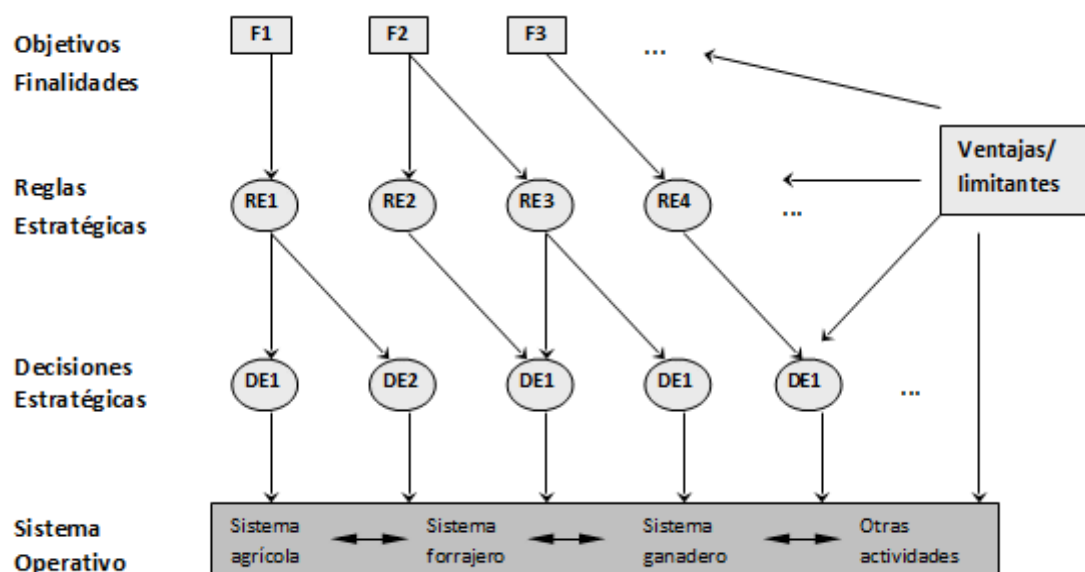 Objetivos
Finalidades
F1 F2 F3 ...
Ventajas/
limitantes
Reglas
Estratégicas
RE1 RE2 RE3 RE4 ...
Decisiones
Estratégicas
DE1 DE2 DE1 DE1 DE1 ...
Sistema
Operativo
Sistema
agrícola
Sistema
forrajero
Sistema
ganadero
Otras
actividades